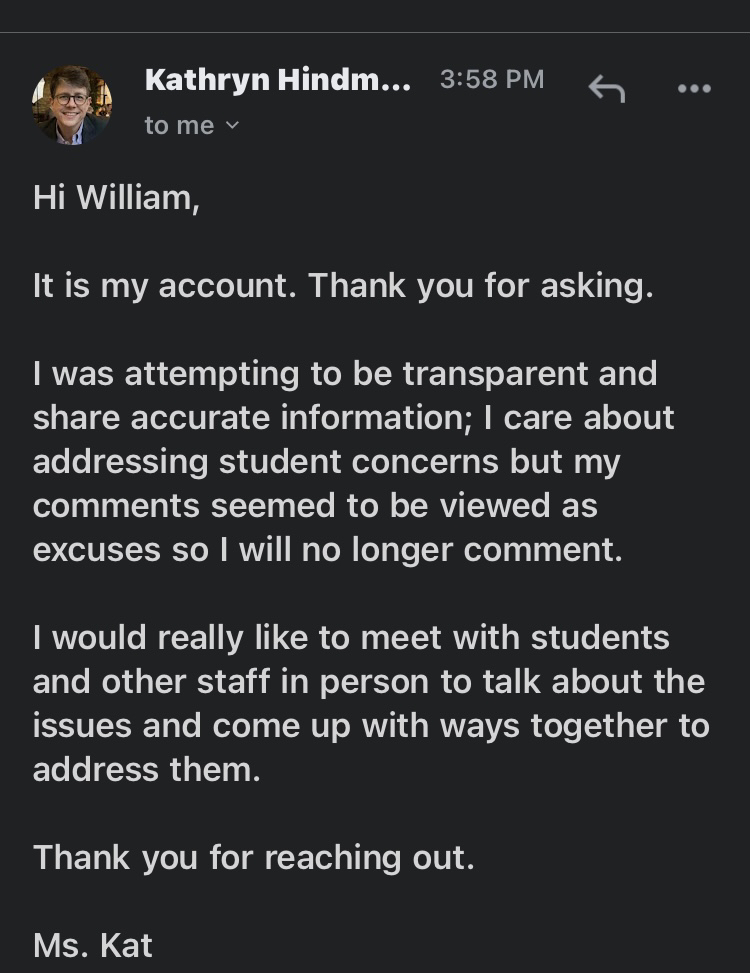 Kathryn Hindm... 3:58 PM
to me
Hi William,
It is my account. Thank you for asking.
I was attempting to be transparent and
share accurate information; I care about
addressing student concerns but my
comments seemed to be viewed as
excuses so I will no longer comment.
I would really like to meet with students
and other staff in person to talk about the
issues and come up with ways together to
address them.
Thank you for reaching out.
Ms. Kat